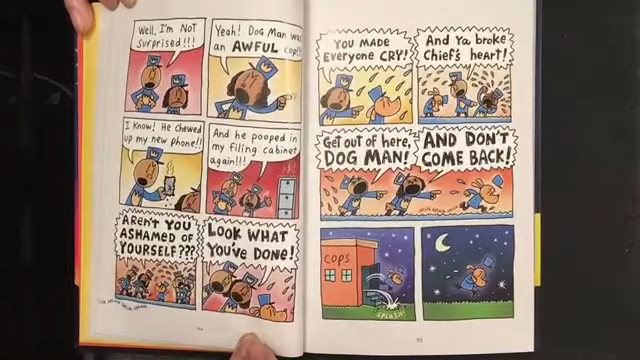 Well, I'm NOT
surprised!!!
Yeah! Dog Man was
an AWFUL cop!!!
I Know! He chewed
up my new phone!!
And he pooped in
my filing cabinet
again!!!
AREN'T YOU
ASHAMED OF
YOURSELF???
LOOK WHAT
YOU'VE DONE!
YOU MADE
Everyone CRY!
And Ya, broke
Chief's heart!
Get out of here,
DOG MAN!
AND DON'T
COME BACK!
COPS
SPLASH!